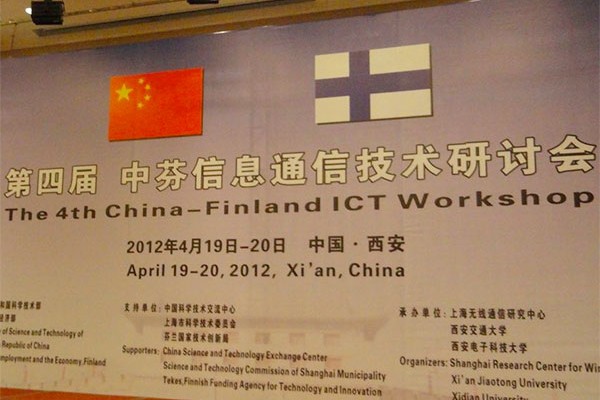 第四届 中芬信息通信技术研讨会
The 4th China-Finland ICT Workshop
2012年4月19日-20日 中国·西安
April 19-20, 2012, Xi'an, China
和国科学技术部
经济部
of Science and Technology of
Republic of China
mployment and the Economy, Finland
支持单位：中国科学技术交流中心
上海市科学技术委员会
芬兰国家技术创新局
Supporters: China Science and Technology Exchange Center
Science and Technology Commission of Shanghai Municipality
Tekes, Finnish Funding Agency for Technology and Innovation
承办单位：上海无线通信研究中心
西安交通大学
西安电子科技大学
Organizers: Shanghai Research Center for Wir
Xi'an Jiaotong University
Xidian University